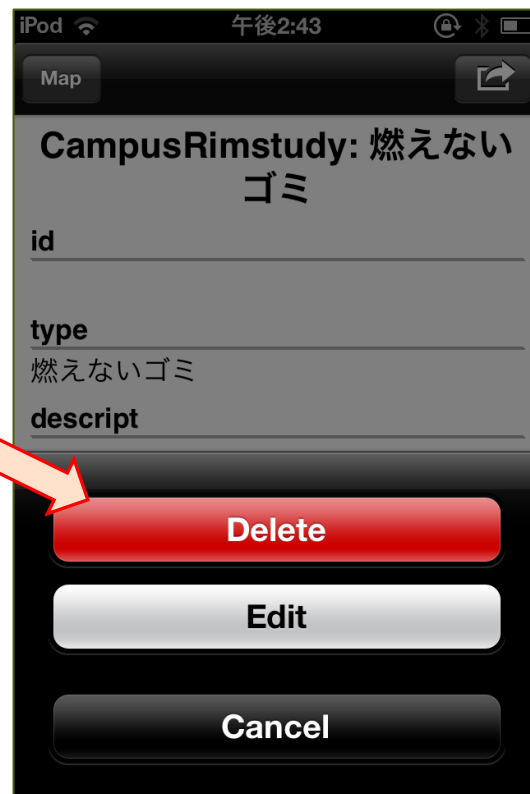 iPod 午後2:43
Map
CampusRimstudy: 燃えない
ゴミ
id
type
燃えないゴミ
descript
Delete
Edit
Cancel